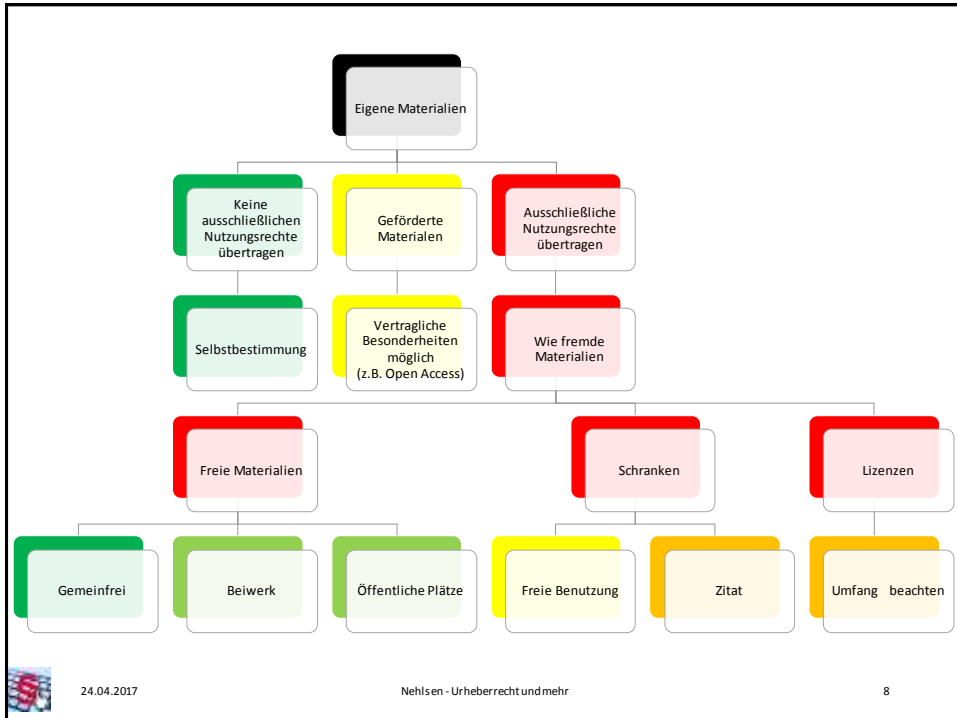 Eigene Materialien
Keine
ausschließlichen
Nutzungsrechte
übertragen
Geförderte
Materialen
Ausschließliche
Nutzungsrechte
übertragen
Selbstbestimmung
Vertragliche
Besonderheiten
möglich
(z.B. Open Access)
Wie fremde
Materialien
Freie Materialien
Schranken
Lizenzen
Gemeinfrei
Beiwerk
Öffentliche Plätze
Freie Benutzung
Zitat
Umfang beachten
24.04.2017
Nehlsen - Urheberrecht und mehr
8